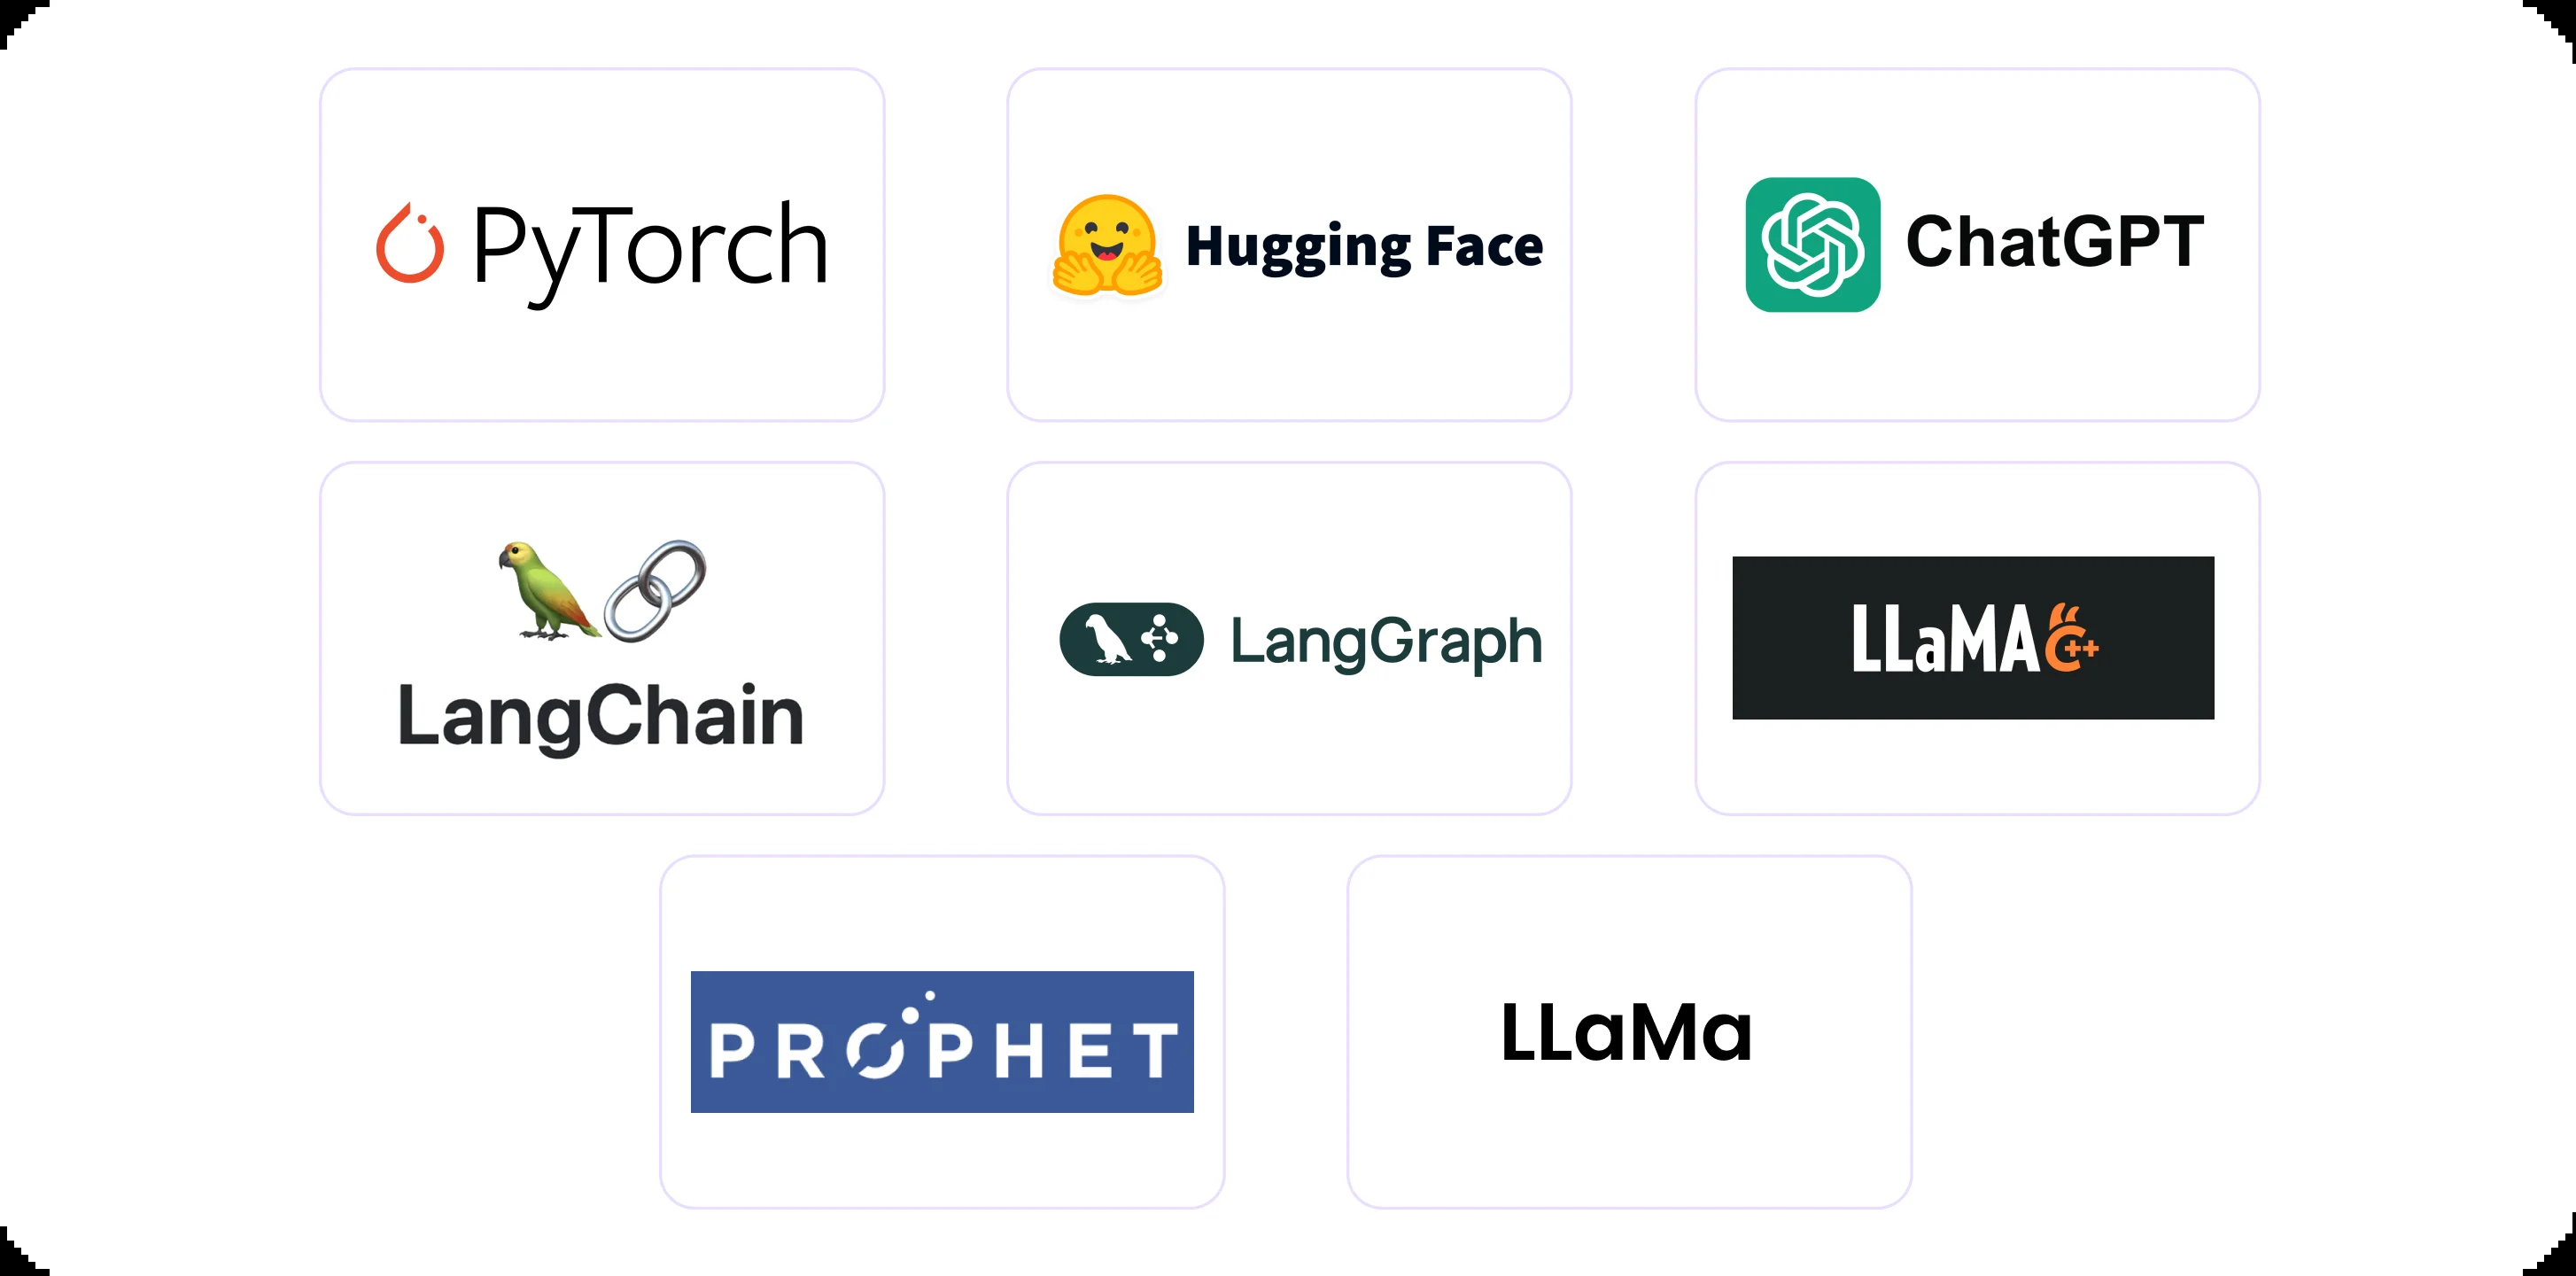 PyTorch
Hugging Face
ChatGPT
LangChain
LangGraph
LLaMA C++
PROPHET
LLaMa